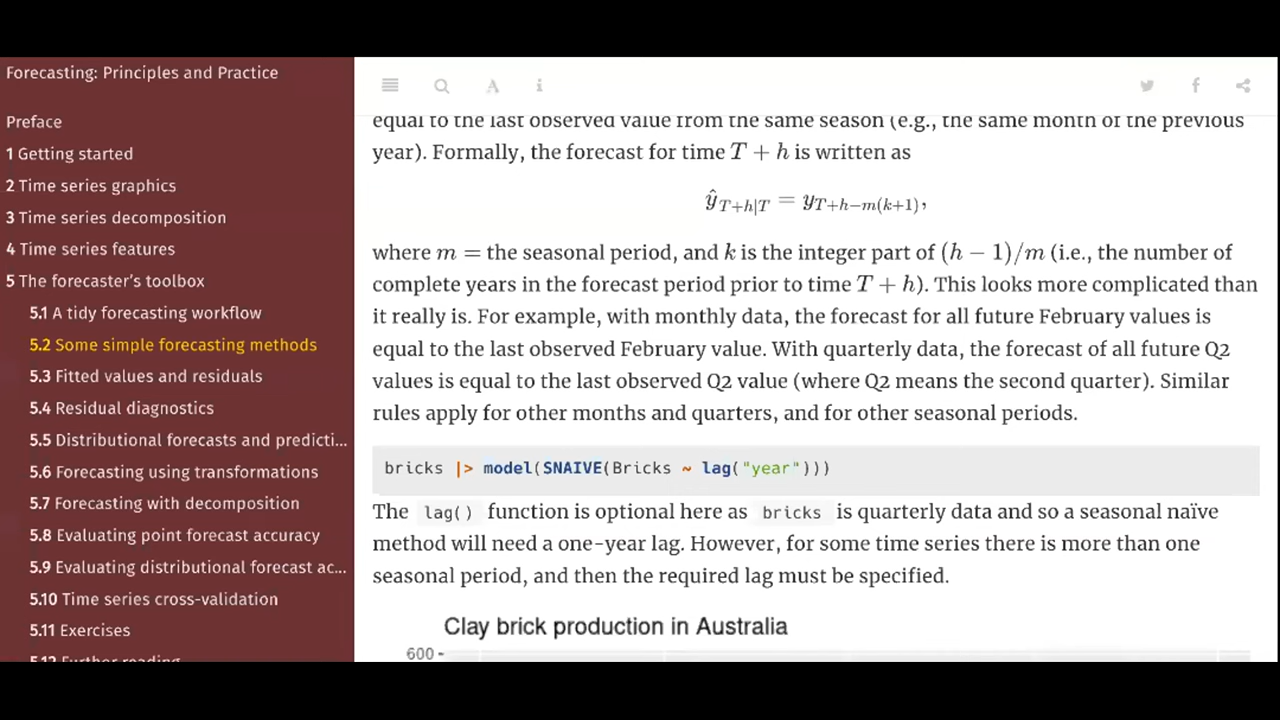 Forecasting: Principles and Practice
Preface
1 Getting started
2 Time series graphics
3 Time series decomposition
4 Time series features
5 The forecaster's toolbox
5.1 A tidy forecasting workflow
5.2 Some simple forecasting methods
5.3 Fitted values and residuals
5.4 Residual diagnostics
5.5 Distributional forecasts and predicti...
5.6 Forecasting using transformations
5.7 Forecasting with decomposition
5.8 Evaluating point forecast accuracy
5.9 Evaluating distributional forecast ac...
5.10 Time series cross-validation
5.11 Exercises
5.12 Further reading
equal to the last observed value from the same season (e.g., the same month of the previous
year). Formally, the forecast for time T + h is written as
ŷ_{T+h|T} = y_{T+h−m(k+1)},
where m = the seasonal period, and k is the integer part of (h − 1)/m (i.e., the number of
complete years in the forecast period prior to time T + h). This looks more complicated than
it really is. For example, with monthly data, the forecast for all future February values is
equal to the last observed February value. With quarterly data, the forecast of all future Q2
values is equal to the last observed Q2 value (where Q2 means the second quarter). Similar
rules apply for other months and quarters, and for other seasonal periods.
bricks |> model(SNAIVE(Bricks ~ lag("year")))
The lag() function is optional here as bricks is quarterly data and so a seasonal naïve
method will need a one-year lag. However, for some time series there is more than one
seasonal period, and then the required lag must be specified.
Clay brick production in Australia
600